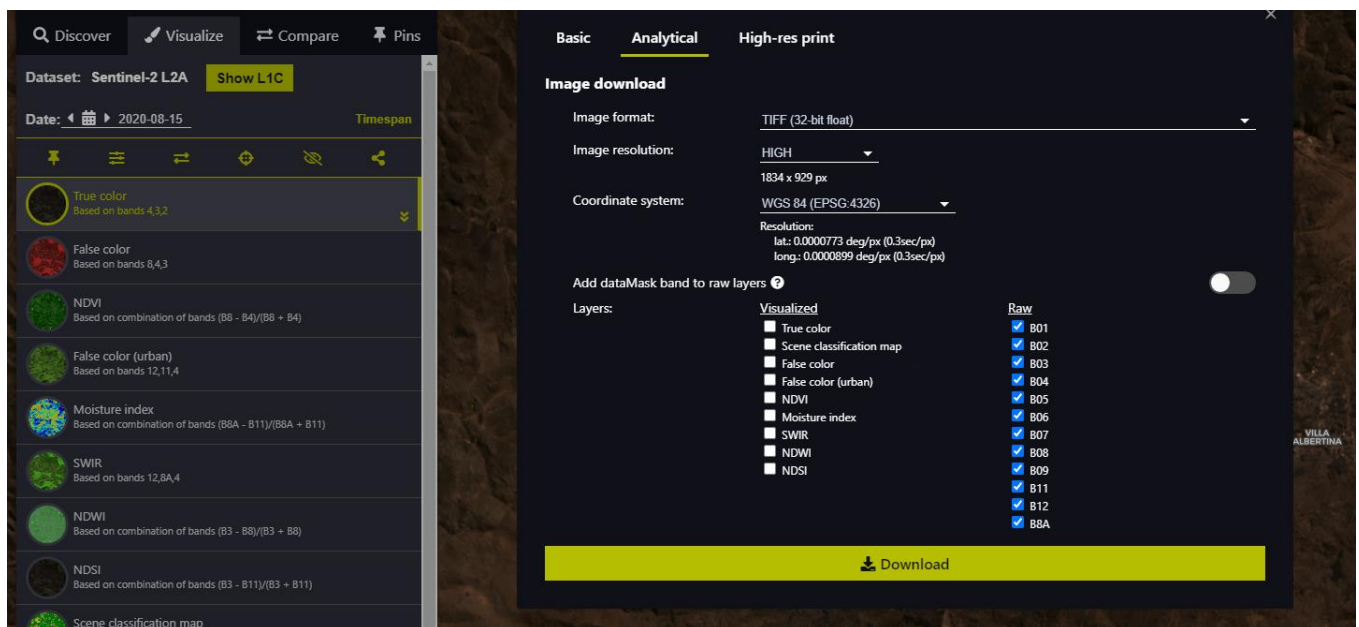 Discover Visualize Compare Pins
Dataset: Sentinel-2 L2A Show L1C
Date: 2020-08-15 Timespan
True color
Based on bands 4,3,2
False color
Based on bands 8,4,3
NDVI
Based on combination of bands (B8 - B4)/(B8 + B4)
False color (urban)
Based on bands 12,11,4
Moisture index
Based on combination of bands (B8A - B11)/(B8A + B11)
SWIR
Based on bands 12,8A,4
NDWI
Based on combination of bands (B3 - B8)/(B3 + B8)
NDSI
Based on combination of bands (B3 - B11)/(B3 + B11)
Scene classification map
Basic Analytical High-res print
Image download
Image format: TIFF (32-bit float)
Image resolution: HIGH
1834 x 929 px
Coordinate system: WGS 84 (EPSG:4326)
Resolution:
lat.: 0.0000773 deg/px (0.3sec/px)
long.: 0.0000899 deg/px (0.3sec/px)
Add dataMask band to raw layers ?
Layers: Visualized Raw
True color B01
Scene classification map B02
False color B03
False color (urban) B04
NDVI B05
Moisture index B06
SWIR B07
NDWI B08
NDSI B09
B11
B12
B8A
Download
VILLA
ALBERTINA